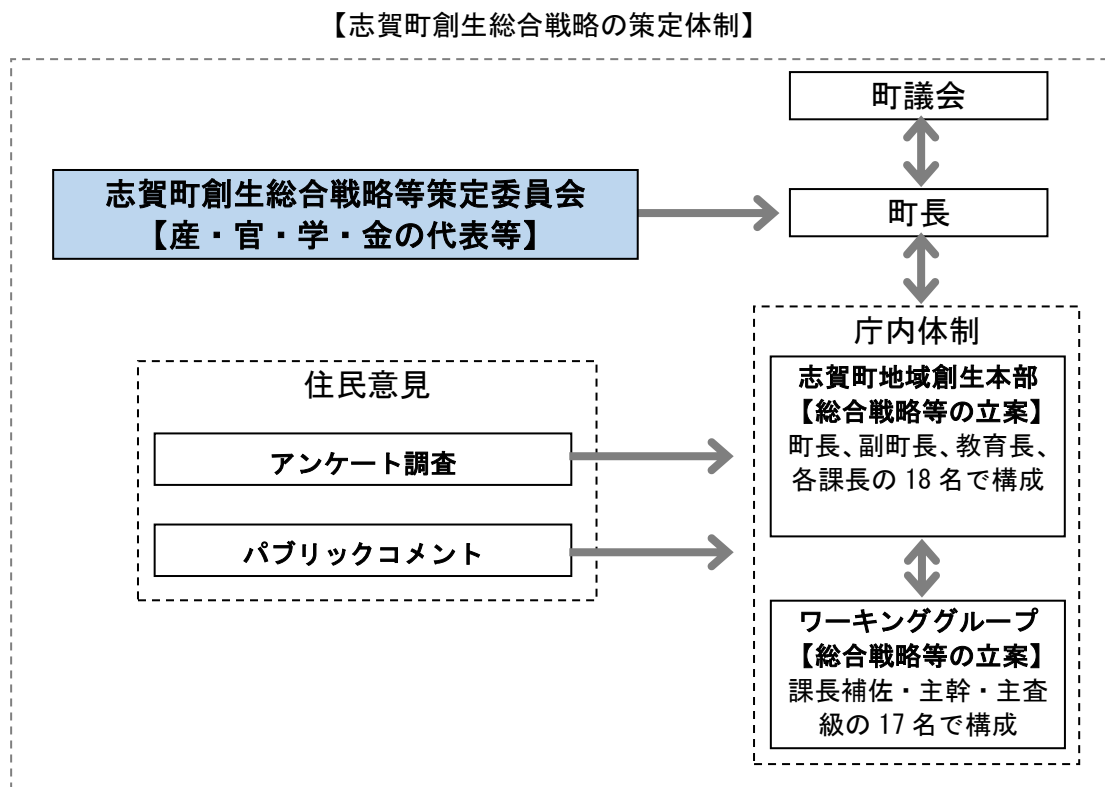 【志賀町創生総合戦略の策定体制】
町議会
志賀町創生総合戦略等策定委員会
【産・官・学・金の代表等】
町長
庁内体制
志賀町地域創生本部
【総合戦略等の立案】
町長、副町長、教育長、
各課長の 18 名で構成
住民意見
アンケート調査
パブリックコメント
ワーキンググループ
【総合戦略等の立案】
課長補佐・主幹・主査
級の 17 名で構成